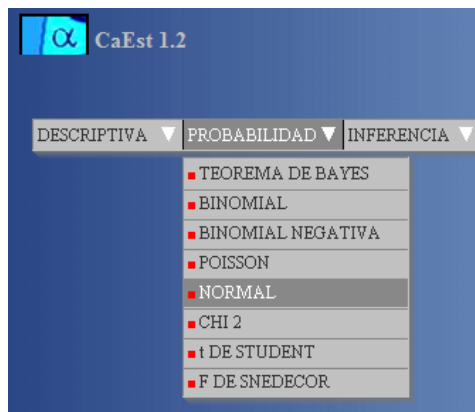 α CaEst 1.2
DESCRIPTIVA PROBABILIDAD INFERENCIA
TEOREMA DE BAYES
BINOMIAL
BINOMIAL NEGATIVA
POISSON
NORMAL
CHI 2
t DE STUDENT
F DE SNEDECOR